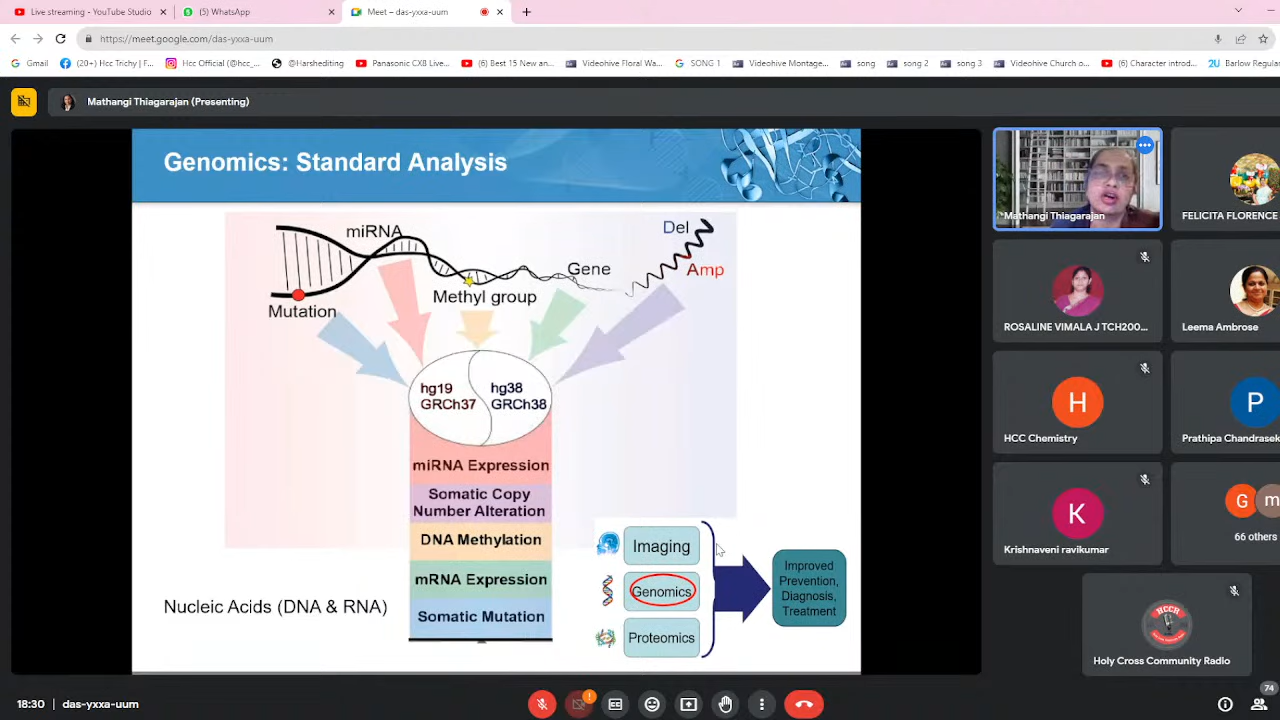 Live streaming - YouTube Studio
(5) WhatsApp
Meet – das-yxxa-uum
https://meet.google.com/das-yxxa-uum
Gmail
(20+) Hcc Trichy | F...
Hcc Official (@hcc_...
@Harshediting
Panasonic CX8 Live...
(6) Best 15 New an...
Videohive Floral Wa...
SONG 1
Videohive Montage...
song
song 2
song 3
Videohive Church o...
(6) Character introd...
2U Barlow Regular
Mathangi Thiagarajan (Presenting)
Genomics: Standard Analysis
miRNA
Del
Gene
Amp
Methyl group
Mutation
hg19
GRCh37
hg38
GRCh38
miRNA Expression
Somatic Copy
Number Alteration
DNA Methylation
mRNA Expression
Somatic Mutation
Nucleic Acids (DNA & RNA)
Imaging
Genomics
Proteomics
Improved
Prevention,
Diagnosis,
Treatment
Mathangi Thiagarajan
FELICITA FLORENCE
ROSALINE VIMALA J TCH200...
Leema Ambrose
H
HCC Chemistry
P
Prathipa Chandrasek
K
Krishnaveni ravikumar
G
m
66 others
HCCR
Holy Cross Community Radio
18:30
das-yxxa-uum
74